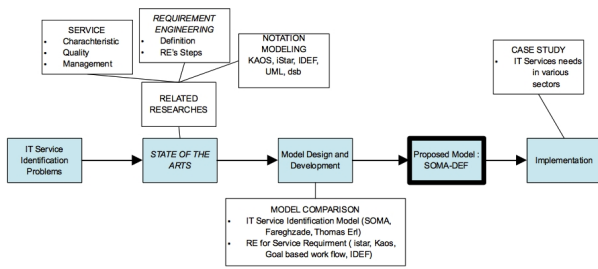 SERVICE
• Charachteristic
• Quality
• Management
REQUIREMENT
ENGINEERING
• Definition
• RE's Steps
NOTATION
MODELING
KAOS, iStar, IDEF,
UML, dsb
CASE STUDY
• IT Services needs
in various
sectors
RELATED
RESEARCHES
IT Service
Identification
Problems
STATE OF THE
ARTS
Model Design and
Development
Proposed Model :
SOMA-DEF
Implementation
MODEL COMPARISON
• IT Service Identification Model (SOMA,
Fareghzade, Thomas Erl)
• RE for Service Requirment ( istar, Kaos,
Goal based work flow, IDEF)